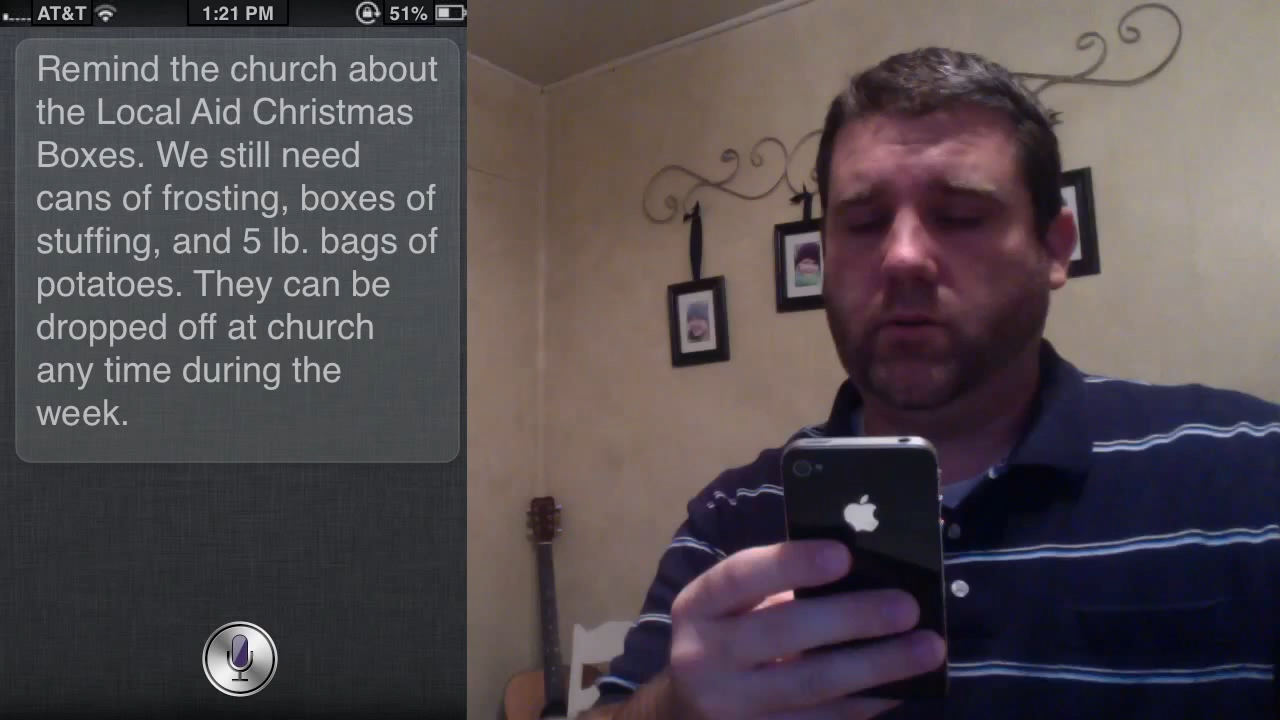 AT&T 1:21 PM 51%
Remind the church about
the Local Aid Christmas
Boxes. We still need
cans of frosting, boxes of
stuffing, and 5 lb. bags of
potatoes. They can be
dropped off at church
any time during the
week.